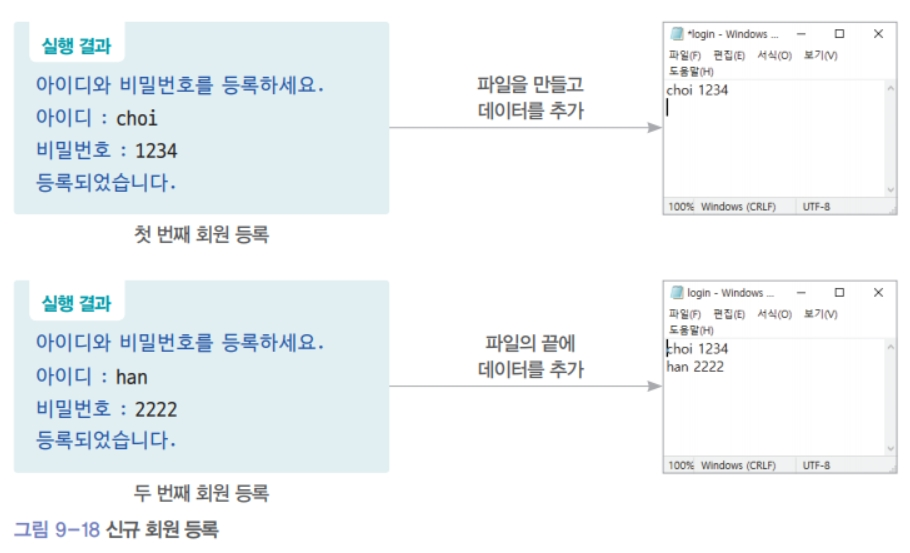 실행 결과
아이디와 비밀번호를 등록하세요.
아이디 : choi
비밀번호 : 1234
등록되었습니다.
첫 번째 회원 등록
파일을 만들고
데이터를 추가
*login - Windows ...
파일(F) 편집(E) 서식(O) 보기(V)
도움말(H)
choi 1234
100% Windows (CRLF) UTF-8
실행 결과
아이디와 비밀번호를 등록하세요.
아이디 : han
비밀번호 : 2222
등록되었습니다.
두 번째 회원 등록
파일의 끝에
데이터를 추가
login - Windows ...
파일(F) 편집(E) 서식(O) 보기(V)
도움말(H)
choi 1234
han 2222
100% Windows (CRLF) UTF-8
그림 9-18 신규 회원 등록